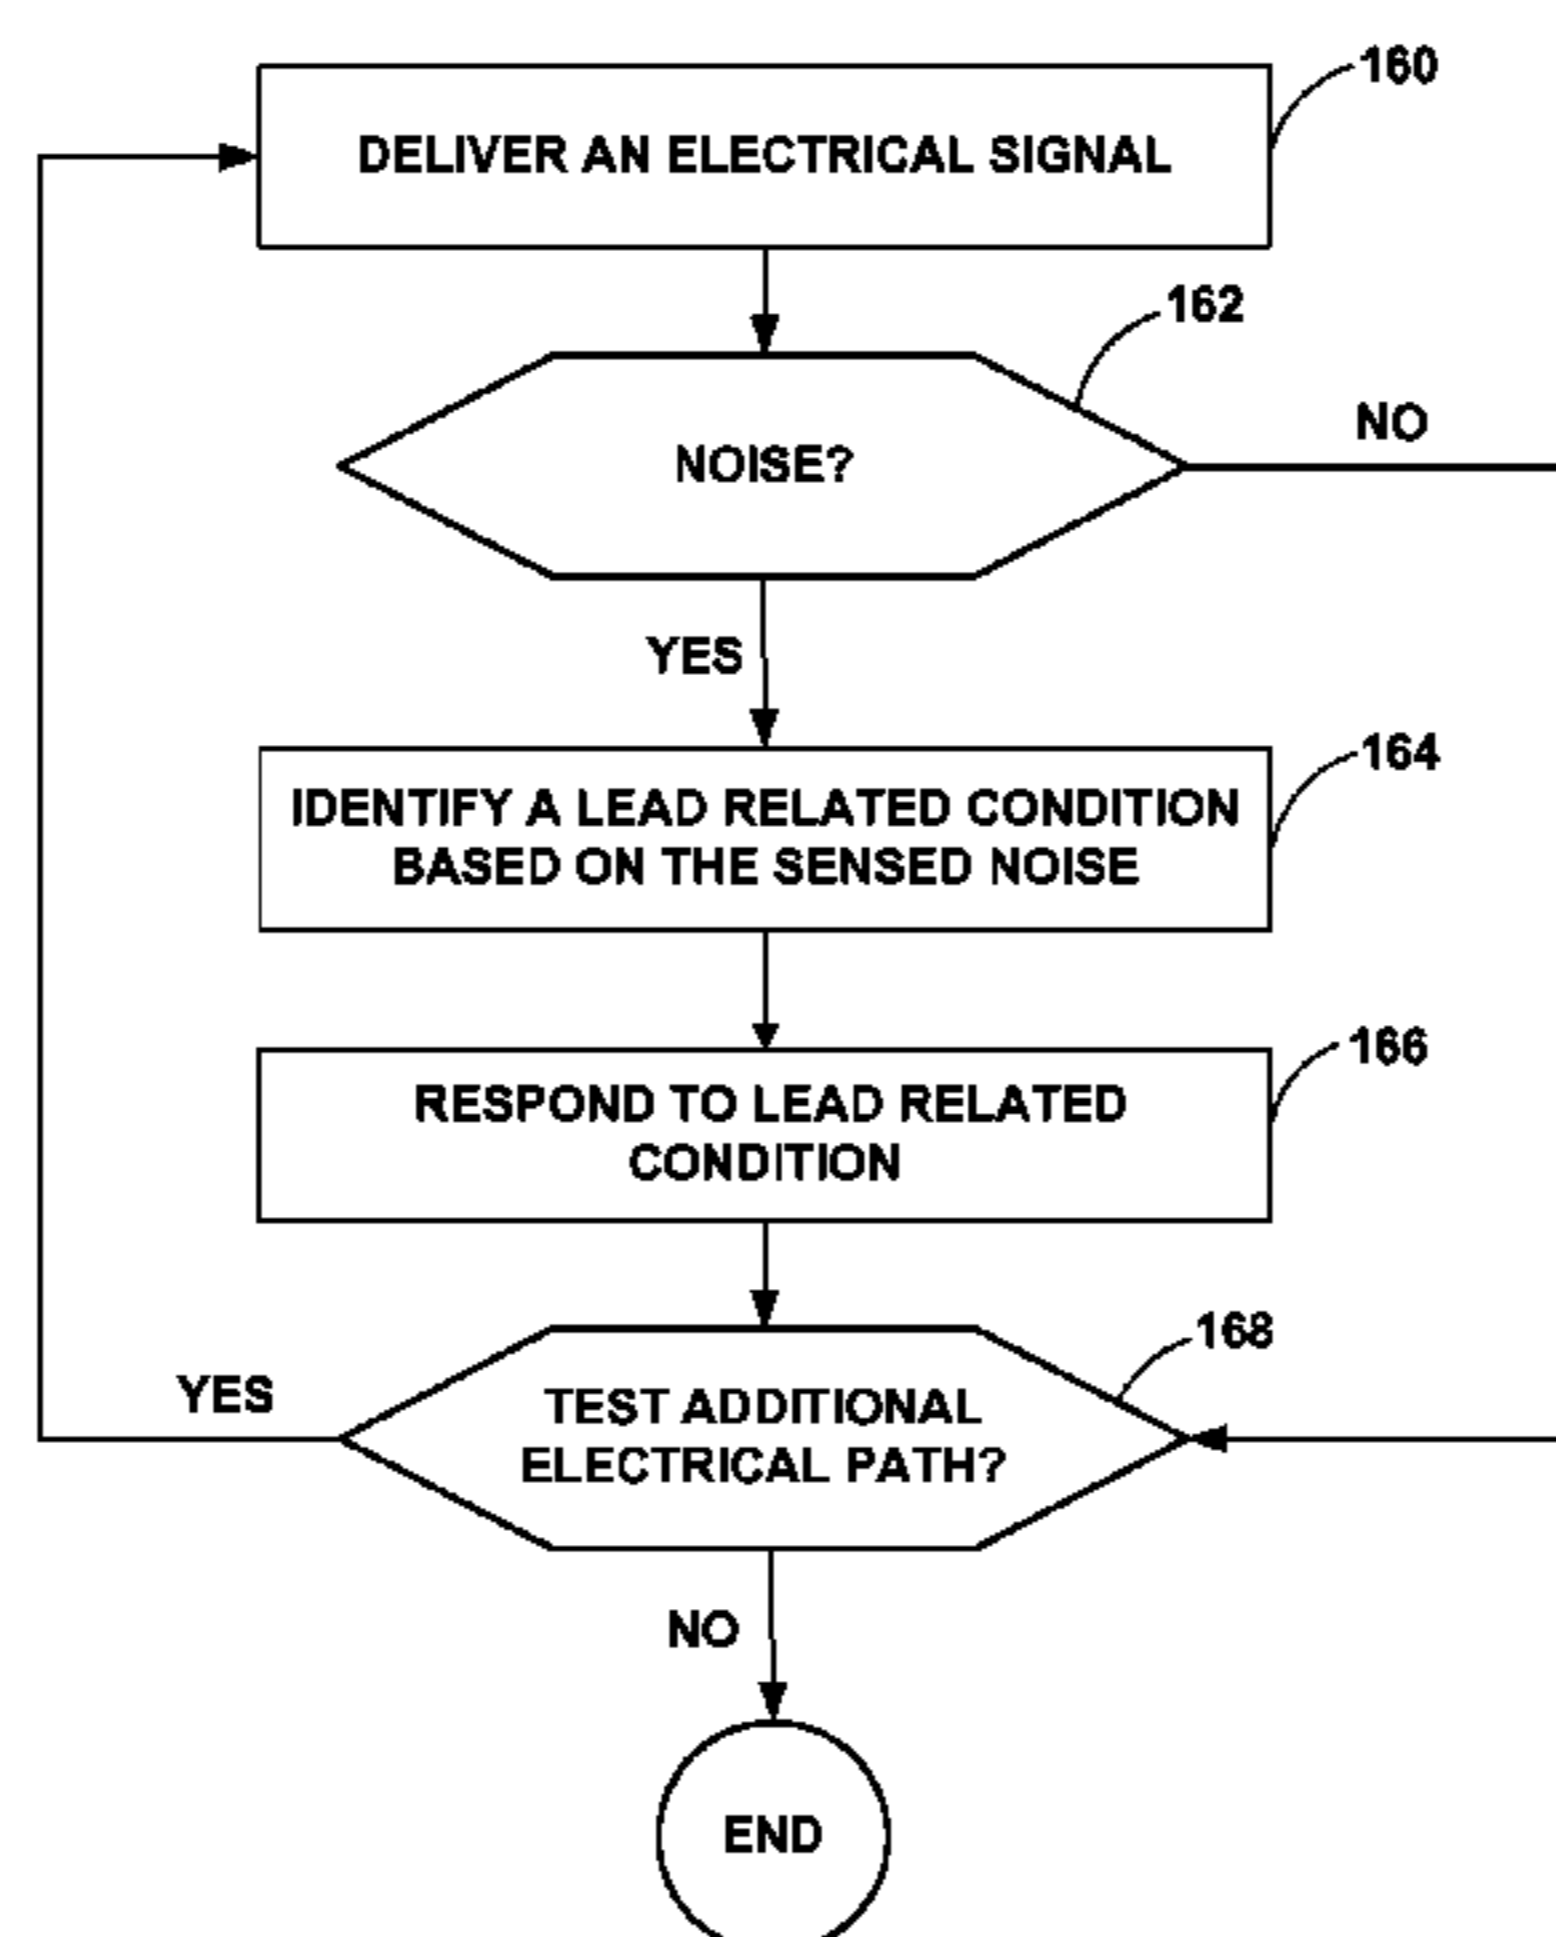 160
DELIVER AN ELECTRICAL SIGNAL
162
NOISE?
NO
YES
164
IDENTIFY A LEAD RELATED CONDITION
BASED ON THE SENSED NOISE
166
RESPOND TO LEAD RELATED
CONDITION
168
YES
TEST ADDITIONAL
ELECTRICAL PATH?
NO
END